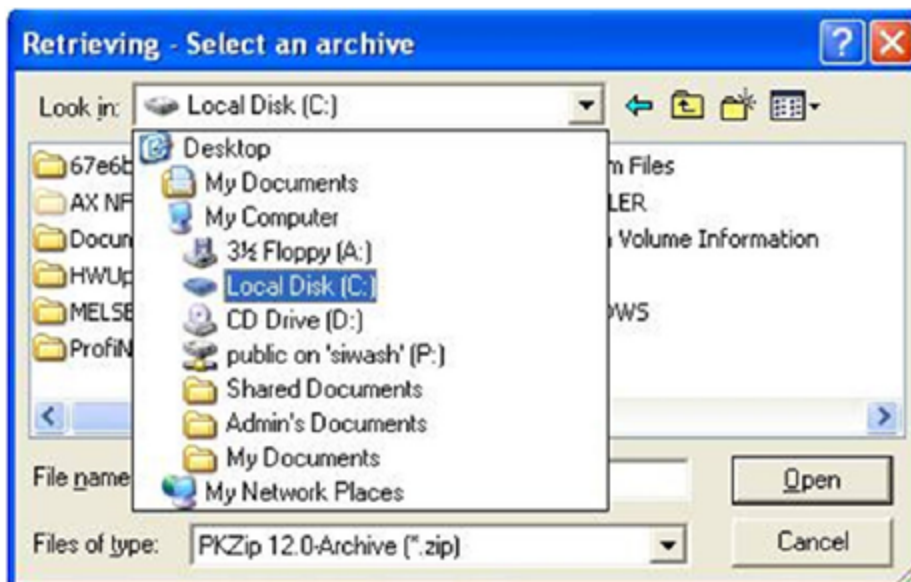 Retrieving - Select an archive
Look in: Local Disk (C:)
Desktop
My Documents
My Computer
3½ Floppy (A:)
Local Disk (C:)
CD Drive (D:)
public on 'siwash' (P:)
Shared Documents
Admin's Documents
My Documents
My Network Places
67e6b
AX NF
Docum
HWUp
MELSE
ProfiN
m Files
LER
Volume Information
OWS
File name
Open
Files of type: PKZip 12.0-Archive (*.zip)
Cancel